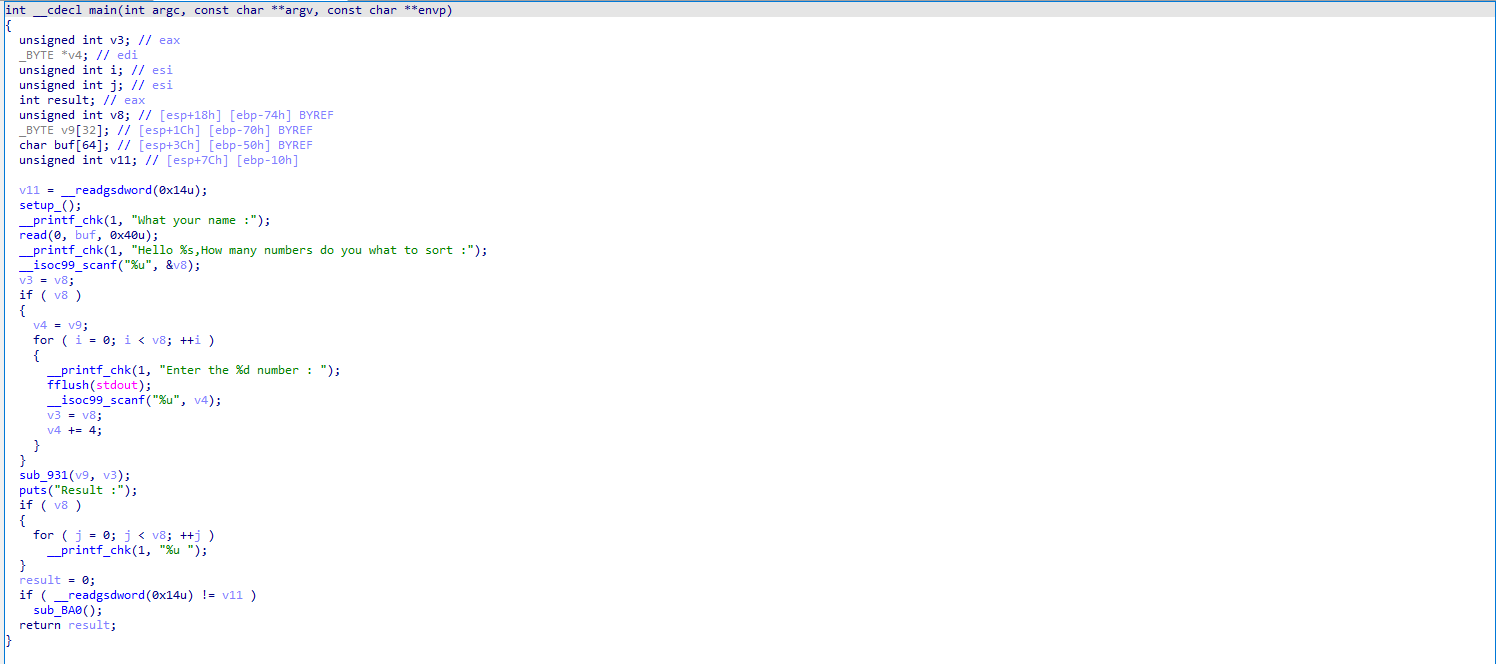 int __cdecl main(int argc, const char **argv, const char **envp)
{
  unsigned int v3; // eax
  _BYTE *v4; // edi
  unsigned int i; // esi
  unsigned int j; // esi
  int result; // eax
  unsigned int v8; // [esp+18h] [ebp-74h] BYREF
  _BYTE v9[32]; // [esp+1Ch] [ebp-70h] BYREF
  char buf[64]; // [esp+3Ch] [ebp-50h] BYREF
  unsigned int v11; // [esp+7Ch] [ebp-10h]

  v11 = __readgsdword(0x14u);
  setup_();
  __printf_chk(1, "What your name :");
  read(0, buf, 0x40u);
  __printf_chk(1, "Hello %s,How many numbers do you what to sort :");
  __isoc99_scanf("%u", &v8);
  v3 = v8;
  if ( v8 )
  {
    v4 = v9;
    for ( i = 0; i < v8; ++i )
    {
      __printf_chk(1, "Enter the %d number : ");
      fflush(stdout);
      __isoc99_scanf("%u", v4);
      v3 = v8;
      v4 += 4;
    }
  }
  sub_931(v9, v3);
  puts("Result :");
  if ( v8 )
  {
    for ( j = 0; j < v8; ++j )
      __printf_chk(1, "%u ");
  }
  result = 0;
  if ( __readgsdword(0x14u) != v11 )
    sub_BA0();
  return result;
}